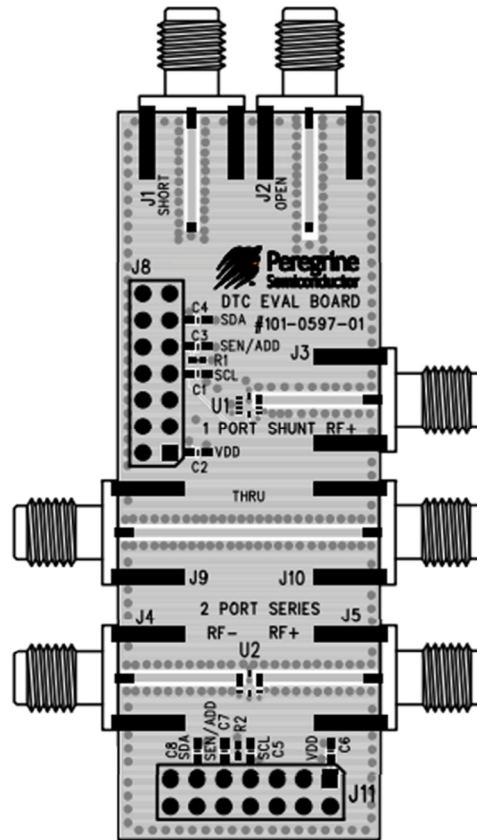 J1
SHORT
J2
OPEN
J8
Peregrine
Semiconductor
DTC EVAL BOARD
#101-0597-01
C4
SDA
C3
SEN/ADD
R1
SCL
C1
J3
U1
1 PORT SHUNT RF+
VDD
C2
THRU
J9
J10
2 PORT SERIES
J4
RF-
RF+
J5
U2
C8
SDA
SEN/ADD
C7
R2
SCL
C5
VDD
C6
J11